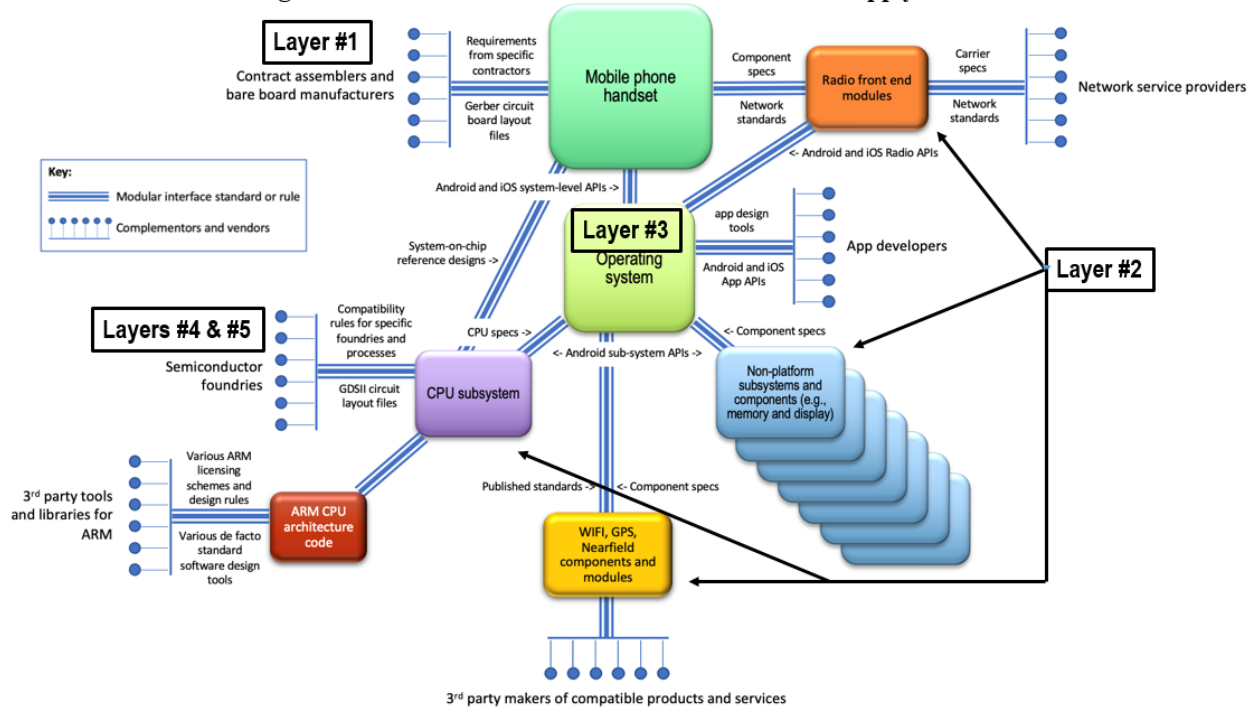 Layer #1
Contract assemblers and
bare board manufacturers
Requirements
from specific
contractors
Gerber circuit
board layout
files
Mobile phone
handset
Component
specs
Network
standards
Radio front end
modules
Carrier
specs
Network
standards
Network service providers
Key:
Modular interface standard or rule
Complementors and vendors
<- Android and iOS Radio APIs
Android and iOS system-level APIs ->
Layer #3
Operating
system
app design
tools
Android and iOS
App APIs
App developers
Layer #2
System-on-chip
reference designs ->
Layers #4 & #5
Semiconductor
foundries
Compatibility
rules for specific
foundries and
processes
GDSII circuit
layout files
CPU specs ->
<- Component specs
<- Android sub-system APIs ->
CPU subsystem
Non-platform
subsystems and
components (e.g.,
memory and display)
3rd party tools
and libraries for
ARM
Various ARM
licensing
schemes and
design rules
Various de facto
standard
software design
tools
ARM CPU
architecture
code
Published standards ->
<- Component specs
WIFI, GPS,
Nearfield
components and
modules
3rd party makers of compatible products and services